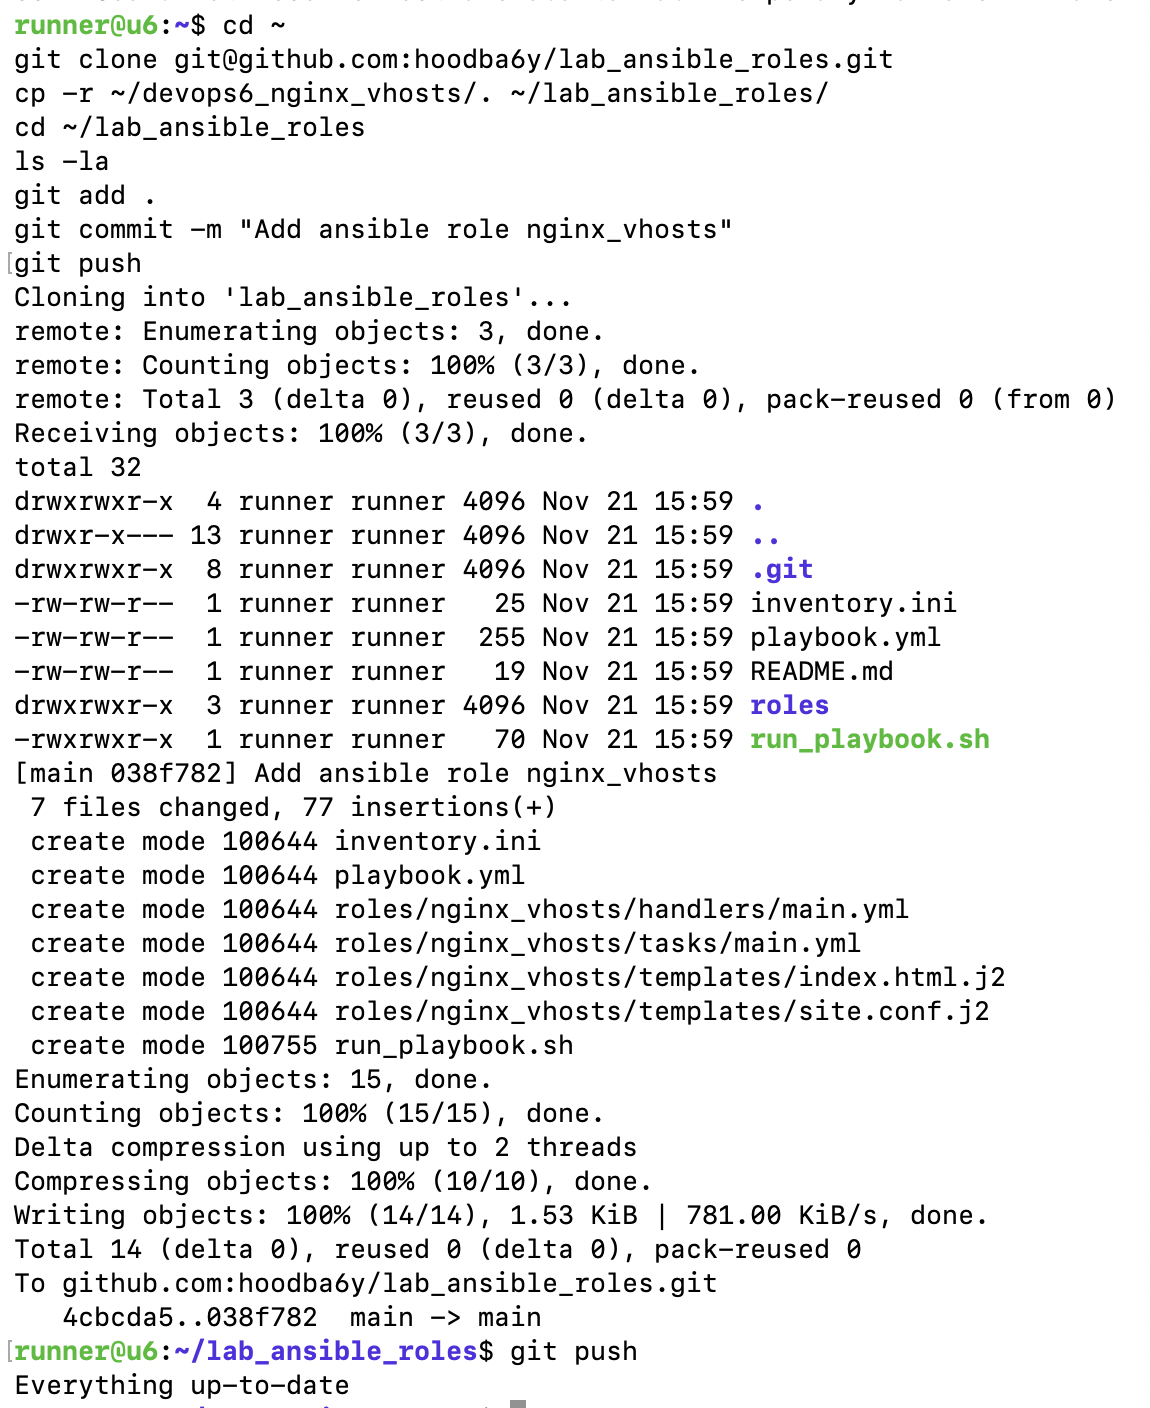 runner@u6:~$ cd ~
git clone git@github.com:hoodba6y/lab_ansible_roles.git
cp -r ~/devops6_nginx_vhosts/. ~/lab_ansible_roles/
cd ~/lab_ansible_roles
ls -la
git add .
git commit -m "Add ansible role nginx_vhosts"
[git push
Cloning into 'lab_ansible_roles'...
remote: Enumerating objects: 3, done.
remote: Counting objects: 100% (3/3), done.
remote: Total 3 (delta 0), reused 0 (delta 0), pack-reused 0 (from 0)
Receiving objects: 100% (3/3), done.
total 32
drwxrwxr-x  4 runner runner 4096 Nov 21 15:59 .
drwxr-x--- 13 runner runner 4096 Nov 21 15:59 ..
drwxrwxr-x  8 runner runner 4096 Nov 21 15:59 .git
-rw-rw-r--  1 runner runner   25 Nov 21 15:59 inventory.ini
-rw-rw-r--  1 runner runner  255 Nov 21 15:59 playbook.yml
-rw-rw-r--  1 runner runner   19 Nov 21 15:59 README.md
drwxrwxr-x  3 runner runner 4096 Nov 21 15:59 roles
-rwxrwxr-x  1 runner runner   70 Nov 21 15:59 run_playbook.sh
[main 038f782] Add ansible role nginx_vhosts
 7 files changed, 77 insertions(+)
 create mode 100644 inventory.ini
 create mode 100644 playbook.yml
 create mode 100644 roles/nginx_vhosts/handlers/main.yml
 create mode 100644 roles/nginx_vhosts/tasks/main.yml
 create mode 100644 roles/nginx_vhosts/templates/index.html.j2
 create mode 100644 roles/nginx_vhosts/templates/site.conf.j2
 create mode 100755 run_playbook.sh
Enumerating objects: 15, done.
Counting objects: 100% (15/15), done.
Delta compression using up to 2 threads
Compressing objects: 100% (10/10), done.
Writing objects: 100% (14/14), 1.53 KiB | 781.00 KiB/s, done.
Total 14 (delta 0), reused 0 (delta 0), pack-reused 0
To github.com:hoodba6y/lab_ansible_roles.git
   4cbcda5..038f782  main -> main
[runner@u6:~/lab_ansible_roles$ git push
Everything up-to-date